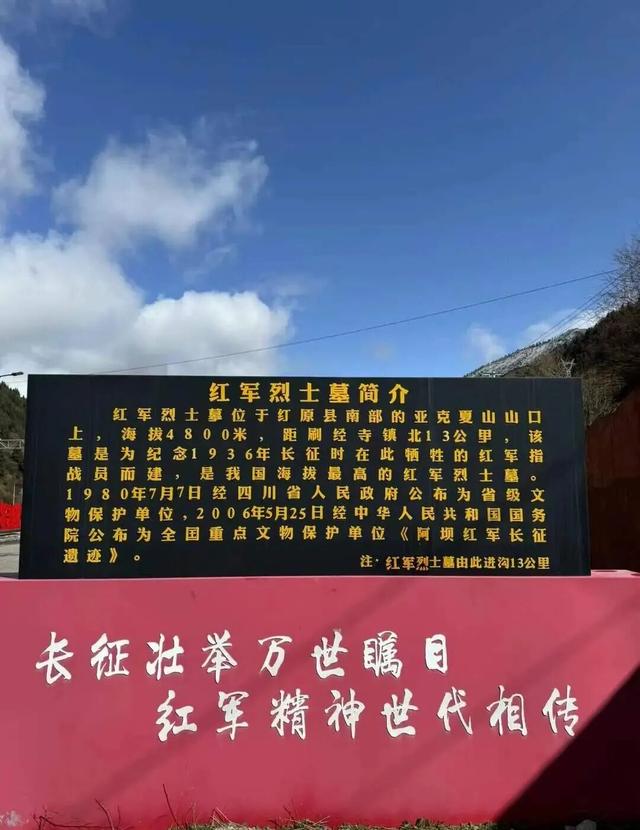 红军烈士墓简介
红军烈士墓位于红原县南部的亚克夏山山口
上，海拔4800米，距刷经寺镇北13公里，该
墓是为纪念1936年长征时在此牺牲的红军指
战员而建，是我国海拔最高的红军烈士墓。
1980年7月7日经四川省人民政府公布为省级文
物保护单位，2006年5月25日经中华人民共和国国务
院公布为全国重点文物保护单位《阿坝红军长征
遗迹》。
注：红军烈士墓由此进沟13公里
长征壮举万世瞩目
红军精神世代相传